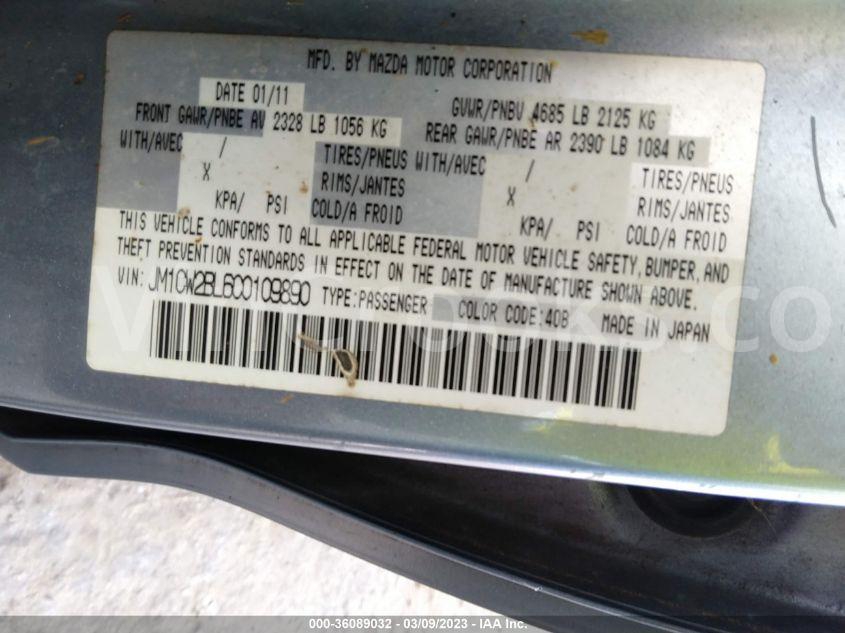 MFD. BY MAZDA MOTOR CORPORATION
DATE 01/11 GVWR/PNBV 4685 LB 2125 KG
FRONT GAWR/PNBE AV 2328 LB 1056 KG REAR GAWR/PNBE AR 2390 LB 1084 KG
WITH/AVEC / TIRES/PNEUS WITH/AVEC / TIRES/PNEUS
X RIMS/JANTES X RIMS/JANTES
KPA/ PSI COLD/A FROID KPA/ PSI COLD/A FROID
THIS VEHICLE CONFORMS TO ALL APPLICABLE FEDERAL MOTOR VEHICLE SAFETY, BUMPER, AND
THEFT PREVENTION STANDARDS IN EFFECT ON THE DATE OF MANUFACTURE SHOWN ABOVE.
VIN: JM1CW2BL6C0109890 TYPE:PASSENGER COLOR CODE:40B MADE IN JAPAN
000-36089032 - 03/09/2023 - IAA Inc.